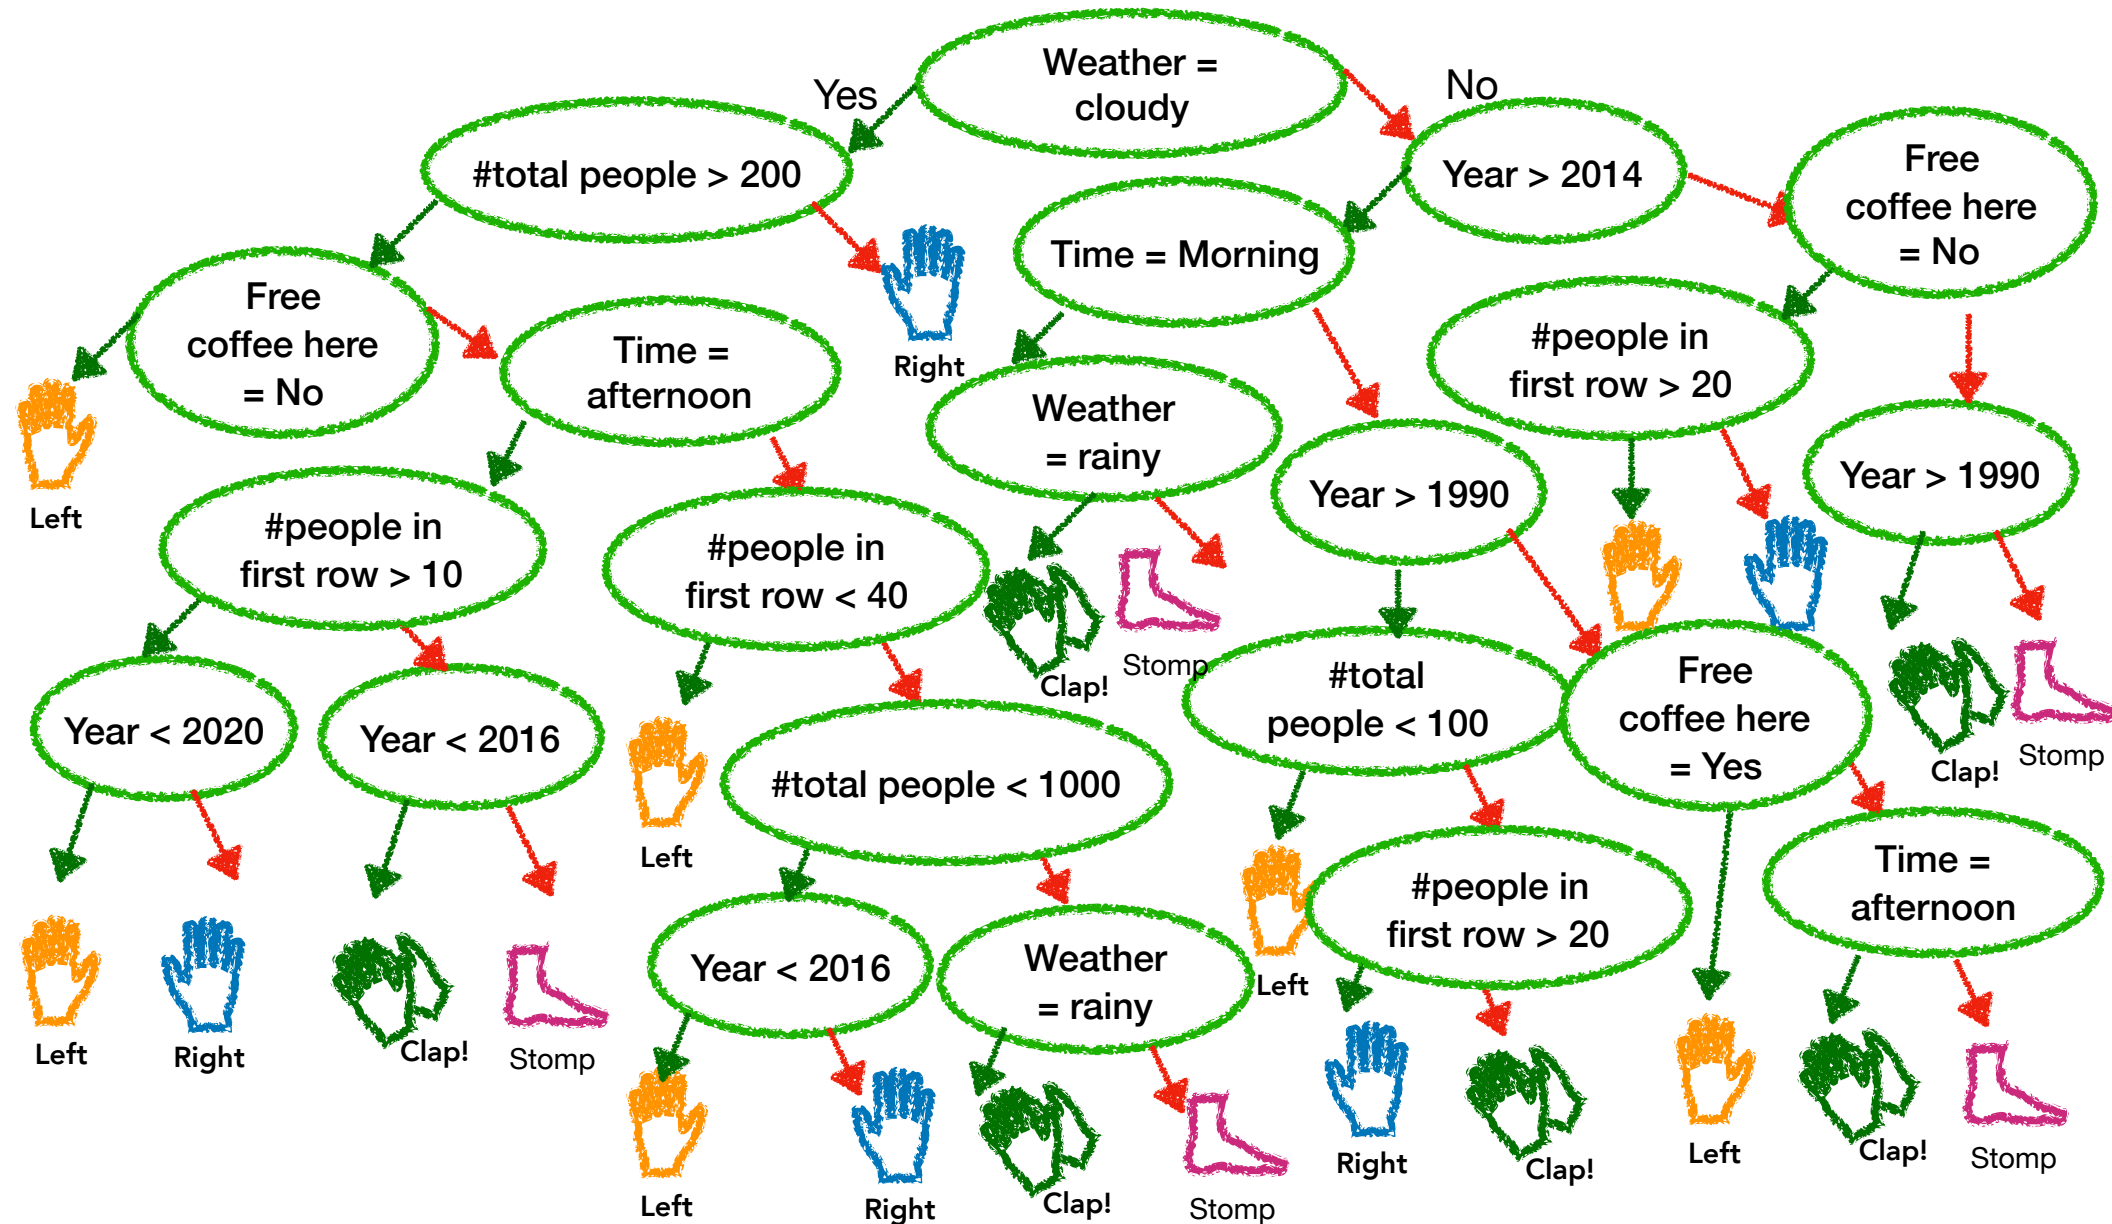 Weather =
cloudy
Yes
No
#total people > 200
Year > 2014
Free
coffee here
= No
Time = Morning
Free
coffee here
= No
Time =
afternoon
Right
#people in
first row > 20
Weather
= rainy
Year > 1990
Year > 1990
Left
#people in
first row > 10
#people in
first row < 40
Clap!
Stomp
#total
people < 100
Free
coffee here
= Yes
Clap!
Stomp
Year < 2020
Year < 2016
Left
#total people < 1000
Left
#people in
first row > 20
Time =
afternoon
Left
Right
Clap!
Stomp
Year < 2016
Weather
= rainy
Right
Clap!
Left
Clap!
Stomp
Left
Right
Clap!
Stomp